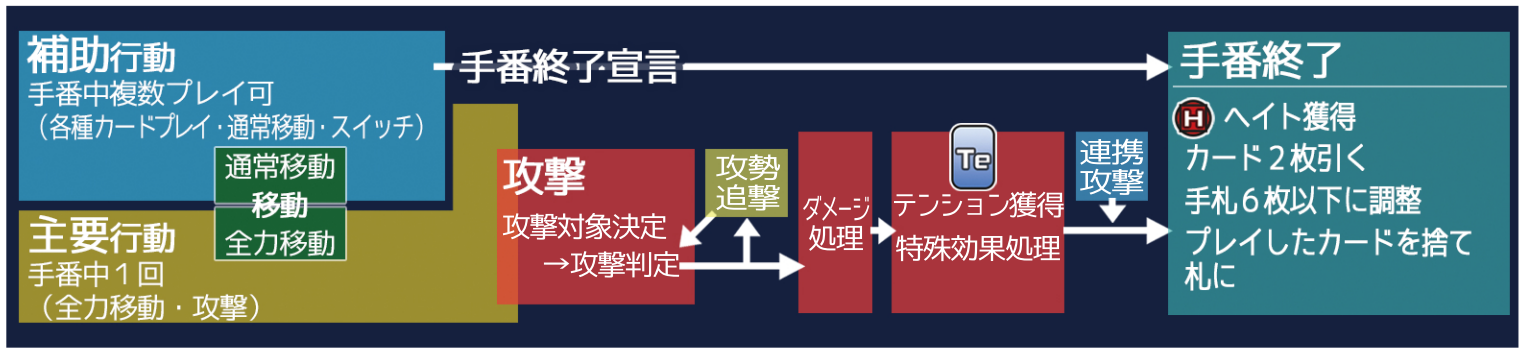 補助行動
手番中複数プレイ可
（各種カードプレイ・通常移動・スイッチ）
通常移動
移動
全力移動
主要行動
手番中１回
（全力移動・攻撃）
手番終了宣言
攻撃
攻撃対象決定
→攻撃判定
攻勢
追撃
ダメージ
処理
Te
テンション獲得
特殊効果処理
連携
攻撃
手番終了
H ヘイト獲得
カード２枚引く
手札６枚以下に調整
プレイしたカードを捨て
札に